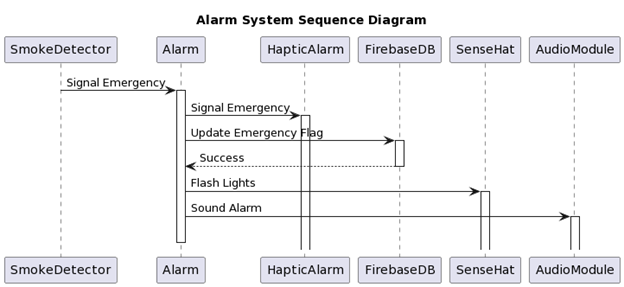 Alarm System Sequence Diagram
SmokeDetector Alarm HapticAlarm FirebaseDB SenseHat AudioModule
Signal Emergency
Signal Emergency
Update Emergency Flag
Success
Flash Lights
Sound Alarm
SmokeDetector Alarm HapticAlarm FirebaseDB SenseHat AudioModule